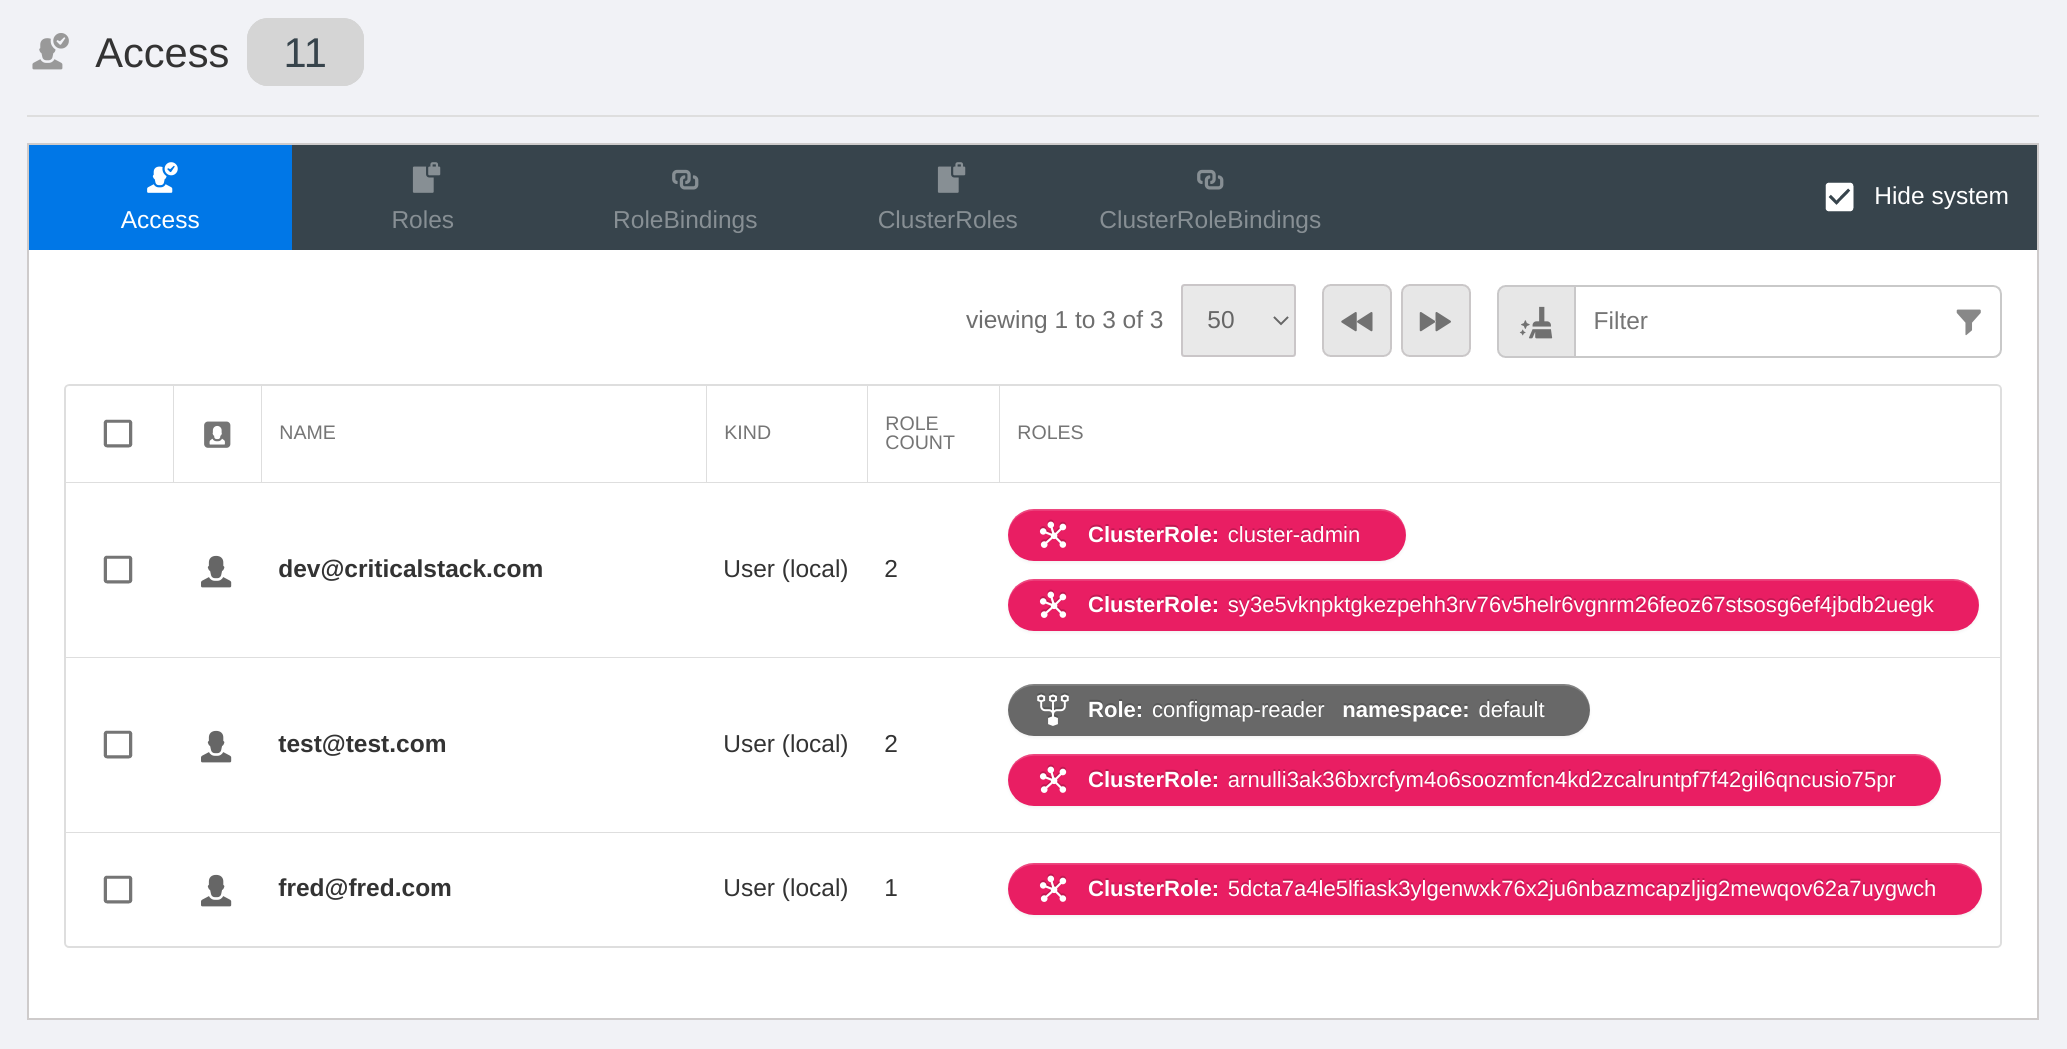 Access 11
Access Roles RoleBindings ClusterRoles ClusterRoleBindings Hide system
viewing 1 to 3 of 3 50 Filter
NAME KIND ROLE COUNT ROLES
dev@criticalstack.com User (local) 2
ClusterRole: cluster-admin
ClusterRole: sy3e5vknpktgkezpehh3rv76v5helr6vgnrm26feoz67stsosg6ef4jbdb2uegk
test@test.com User (local) 2
Role: configmap-reader namespace: default
ClusterRole: arnulli3ak36bxrcfym4o6soozmfcn4kd2zcalruntpf7f42gil6qncusio75pr
fred@fred.com User (local) 1
ClusterRole: 5dcta7a4le5lfiask3ylgenwxk76x2ju6nbazmcapzljig2mewqov62a7uygwch